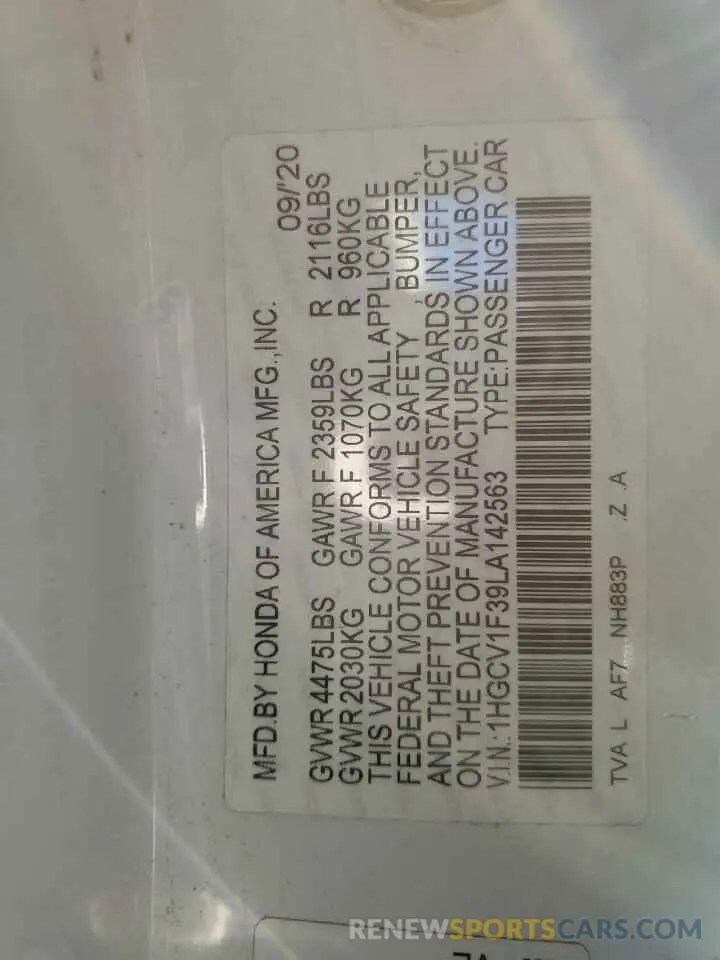 MFD.BY HONDA OF AMERICA MFG.,INC. 09/'20
GVWR 4475LBS GAWR F 2359LBS R 2116LBS
GVWR 2030KG GAWR F 1070KG R 960KG
THIS VEHICLE CONFORMS TO ALL APPLICABLE
FEDERAL MOTOR VEHICLE SAFETY , BUMPER,
AND THEFT PREVENTION STANDARDS IN EFFECT
ON THE DATE OF MANUFACTURE SHOWN ABOVE.
V.I.N.:1HGCV1F39LA142563 TYPE:PASSENGER CAR
TVA L AF7 NH883P .Z .A
RENEWSPORTSCARS.COM